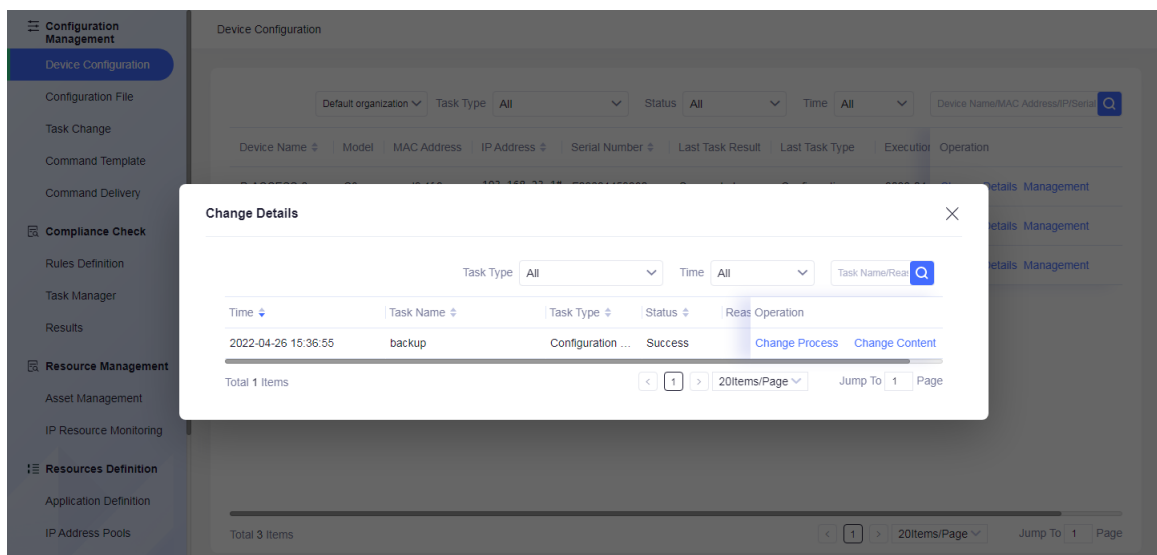 Configuration
Management
Device Configuration
Configuration File
Task Change
Command Template
Command Delivery
Compliance Check
Rules Definition
Task Manager
Results
Resource Management
Asset Management
IP Resource Monitoring
Resources Definition
Application Definition
IP Address Pools
Device Configuration
Default organization Task Type All Status All Time All Device Name/MAC Address/IP/Serial
Device Name Model MAC Address IP Address Serial Number Last Task Result Last Task Type Execution Operation
Details Management
Details Management
Details Management
Change Details
Task Type All Time All Task Name/Reas
Time Task Name Task Type Status Reas Operation
2022-04-26 15:36:55 backup Configuration ... Success Change Process Change Content
Total 1 Items < 1 > 20Items/Page Jump To 1 Page
Total 3 Items < 1 > 20Items/Page Jump To 1 Page